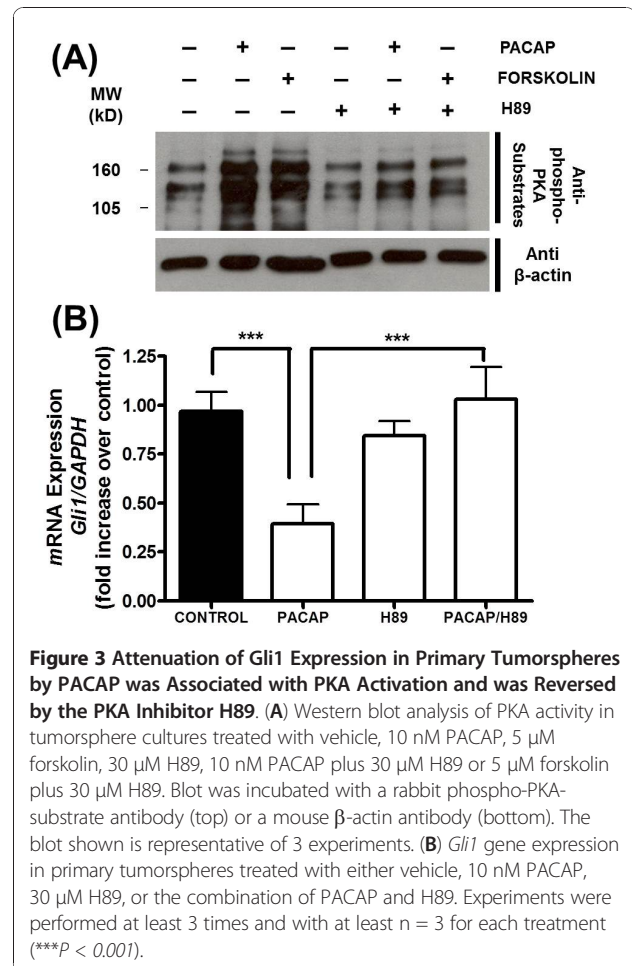 (A)
– + – – + – PACAP
– – + – – + FORSKOLIN
– – – + + + H89
MW
(kD)
160 –
105 –
Anti-
phospho-
PKA
Substrates
Anti
β-actin
(B)
*** ***
mRNA Expression
Gli1/GAPDH
(fold increase over control)
1.25
1.00
0.75
0.50
0.25
0.00
CONTROL PACAP H89 PACAP/H89
Figure 3 Attenuation of Gli1 Expression in Primary Tumorspheres
by PACAP was Associated with PKA Activation and was Reversed
by the PKA Inhibitor H89. (A) Western blot analysis of PKA activity in
tumorsphere cultures treated with vehicle, 10 nM PACAP, 5 μM
forskolin, 30 μM H89, 10 nM PACAP plus 30 μM H89 or 5 μM forskolin
plus 30 μM H89. Blot was incubated with a rabbit phospho-PKA-
substrate antibody (top) or a mouse β-actin antibody (bottom). The
blot shown is representative of 3 experiments. (B) Gli1 gene expression
in primary tumorspheres treated with either vehicle, 10 nM PACAP,
30 μM H89, or the combination of PACAP and H89. Experiments were
performed at least 3 times and with at least n = 3 for each treatment
(***P < 0.001).